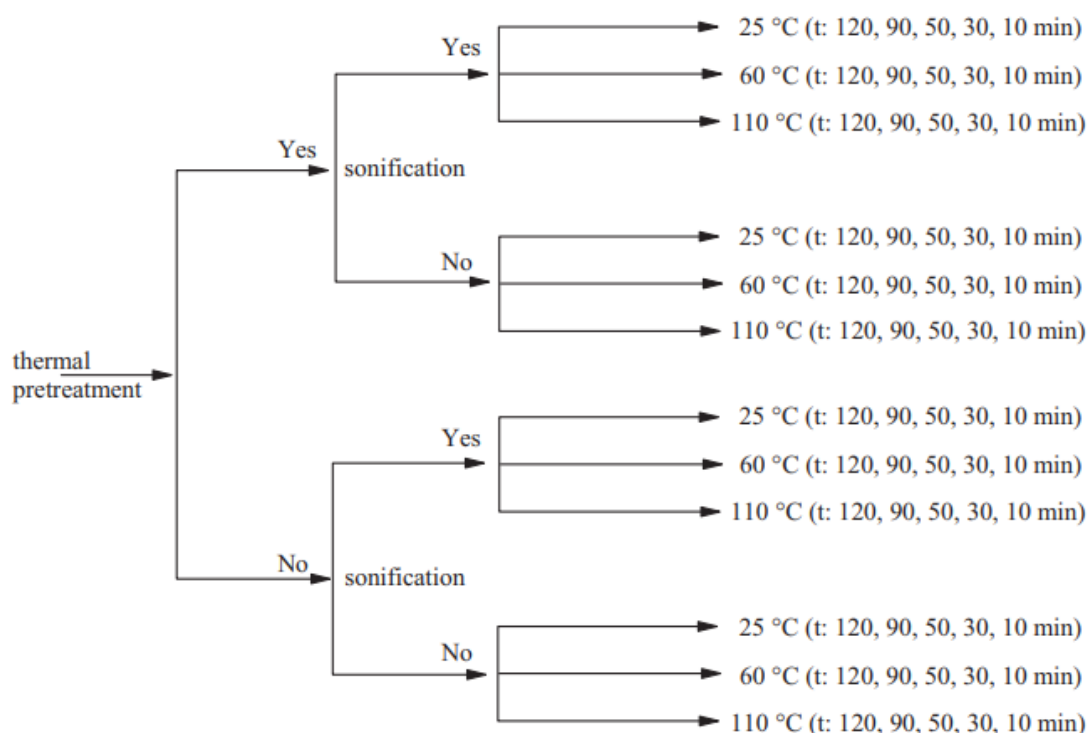 Yes
25 °C (t: 120, 90, 50, 30, 10 min)
60 °C (t: 120, 90, 50, 30, 10 min)
110 °C (t: 120, 90, 50, 30, 10 min)
Yes
sonification
No
25 °C (t: 120, 90, 50, 30, 10 min)
60 °C (t: 120, 90, 50, 30, 10 min)
110 °C (t: 120, 90, 50, 30, 10 min)
thermal
pretreatment
Yes
25 °C (t: 120, 90, 50, 30, 10 min)
60 °C (t: 120, 90, 50, 30, 10 min)
110 °C (t: 120, 90, 50, 30, 10 min)
No
sonification
No
25 °C (t: 120, 90, 50, 30, 10 min)
60 °C (t: 120, 90, 50, 30, 10 min)
110 °C (t: 120, 90, 50, 30, 10 min)